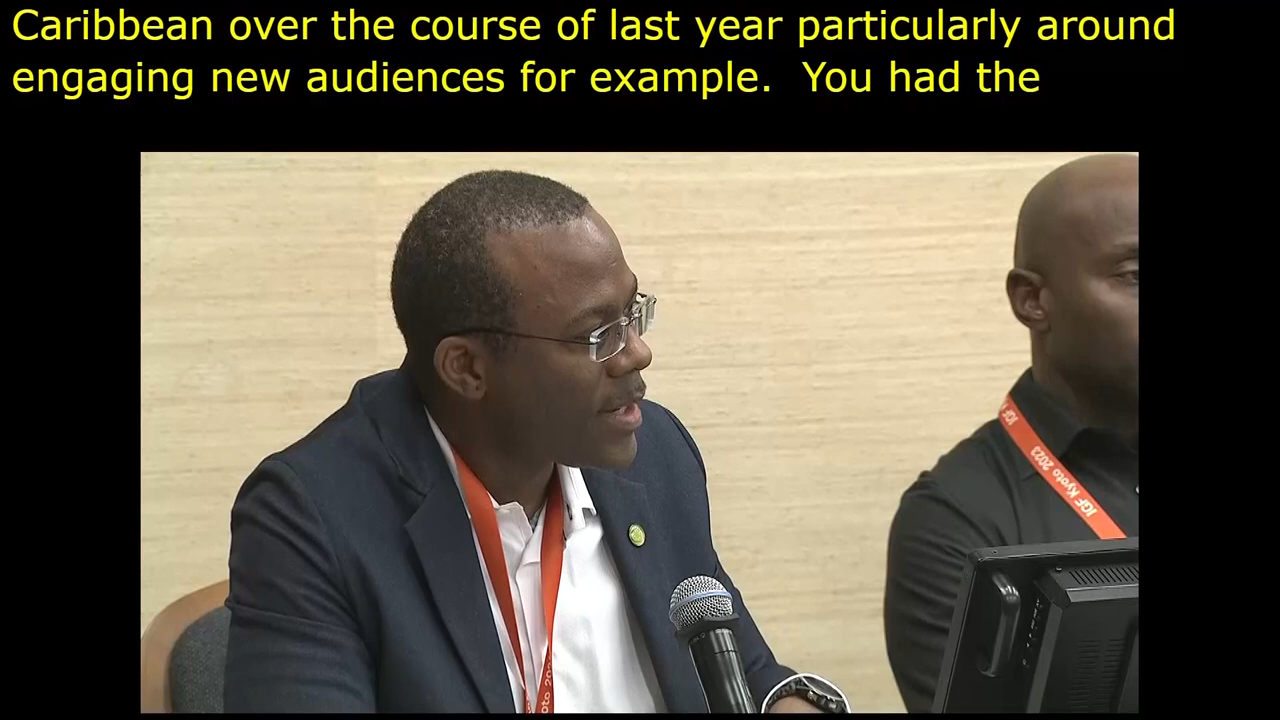 Caribbean over the course of last year particularly around
engaging new audiences for example.  You had the
IGF Kyoto 2023